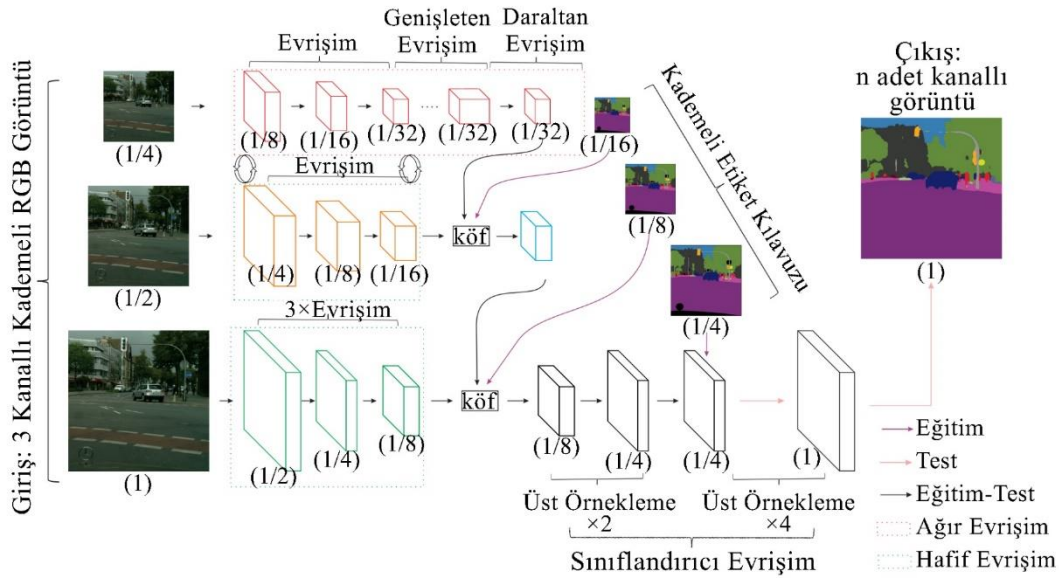 Giriş: 3 Kanallı Kademeli RGB Görüntü
Evrişim
Genişleten
Evrişim
Daraltan
Evrişim
(1/4)
(1/8)
(1/16)
(1/32)
(1/32)
(1/32)
(1/16)
Kademeli Etiket Kılavuzu
Çıkış:
n adet kanallı
görüntü
(1)
Evrişim
(1/2)
(1/4)
(1/8)
(1/16)
köf
(1/8)
3×Evrişim
(1)
(1/2)
(1/4)
(1/8)
köf
(1/8)
(1/4)
(1/4)
(1/4)
(1)
Üst Örnekleme
×2
Üst Örnekleme
×4
Sınıflandırıcı Evrişim
Eğitim
Test
Eğitim-Test
Ağır Evrişim
Hafif Evrişim